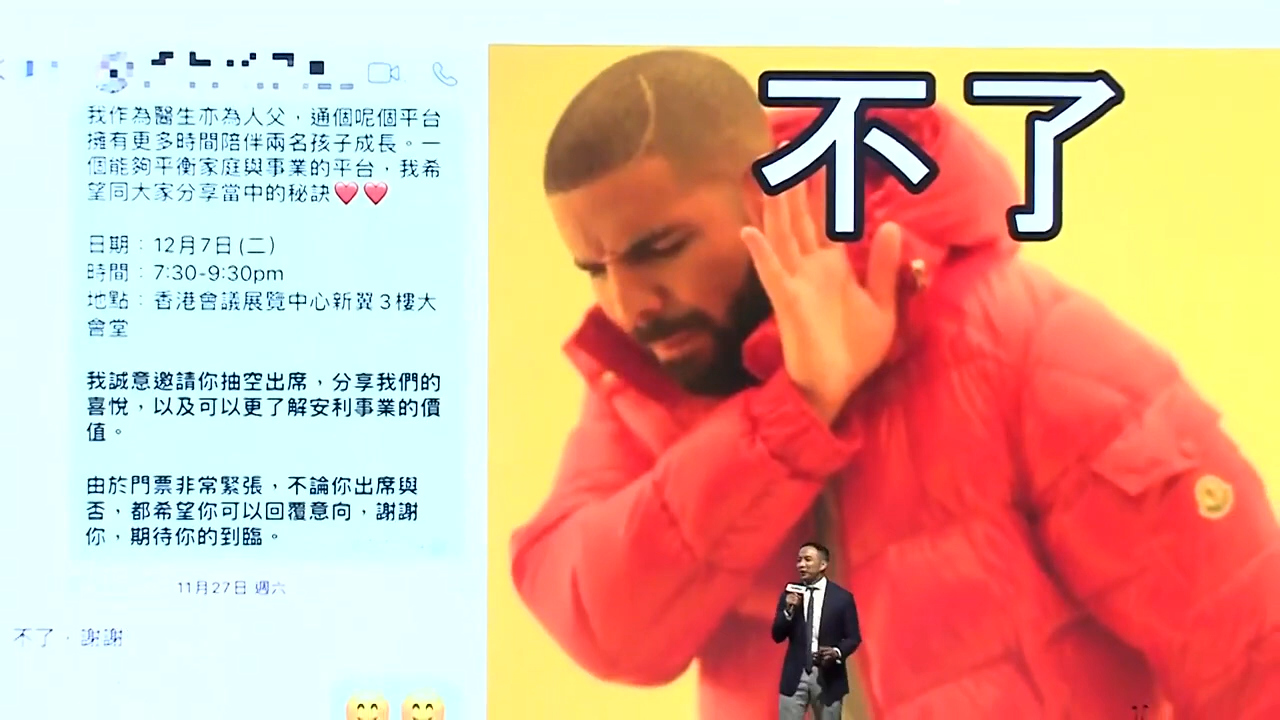 我作為醫生亦為人父，通個呢個平台
擁有更多時間陪伴兩名孩子成長。一
個能夠平衡家庭與事業的平台，我希
望同大家分享當中的秘訣❤️❤️
日期：12月7日(二）
時間：7:30-9:30pm
地點：香港會議展覽中心新翼3樓大
會堂
我誠意邀請你抽空出席，分享我們的
喜悅，以及可以更了解安利事業的價
值。
由於門票非常緊張，不論你出席與
否，都希望你可以回覆意向，謝謝
你，期待你的到臨。
11月27日 週六
不了，謝謝
不了